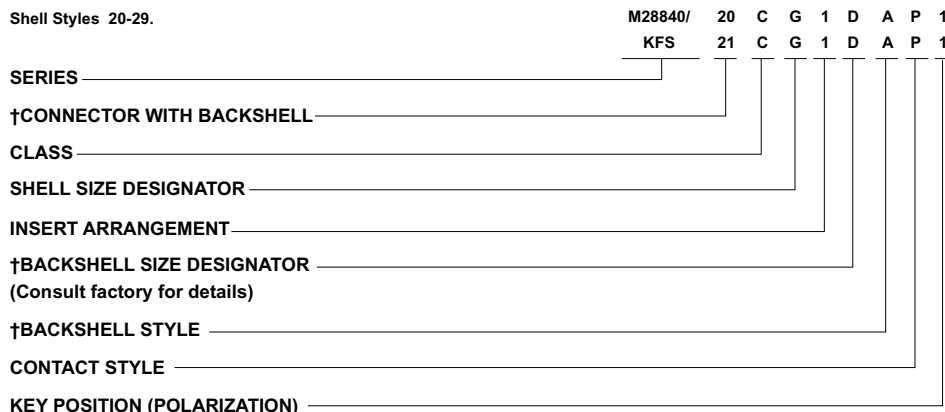 Shell Styles 20-29.
M28840/ 20 C G 1 D A P 1
KFS 21 C G 1 D A P 1
SERIES
†CONNECTOR WITH BACKSHELL
CLASS
SHELL SIZE DESIGNATOR
INSERT ARRANGEMENT
†BACKSHELL SIZE DESIGNATOR
(Consult factory for details)
†BACKSHELL STYLE
CONTACT STYLE
KEY POSITION (POLARIZATION)